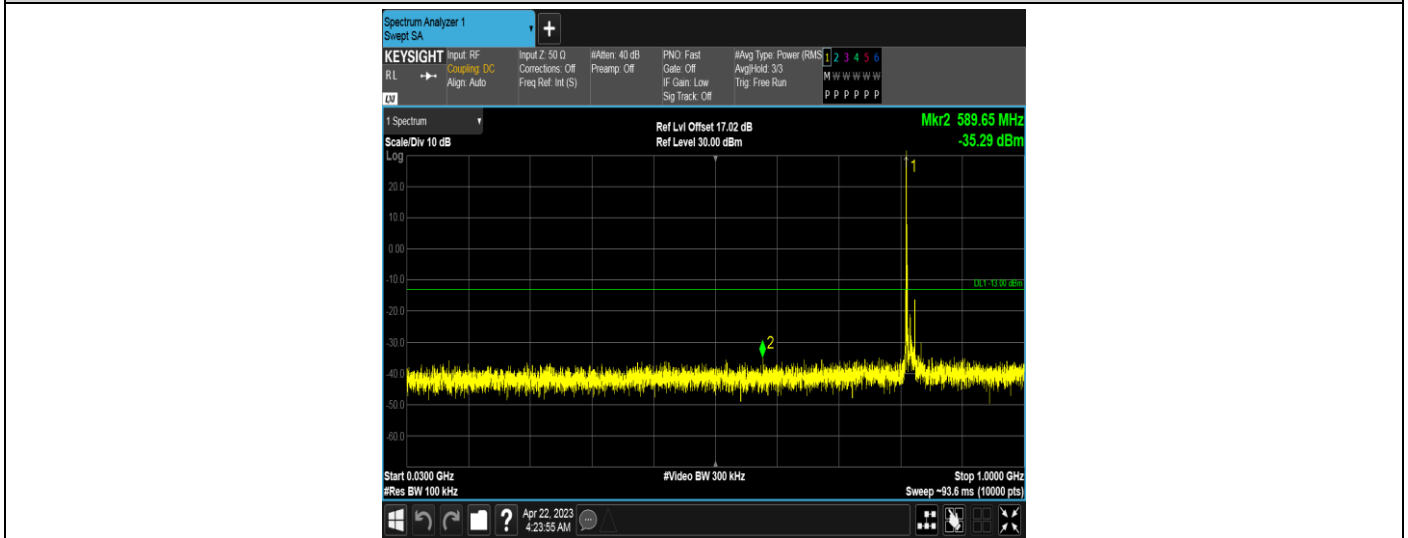 Spectrum Analyzer 1
Swept SA
+
KEYSIGHT Input: RF Input Z: 50 Ω #Atten: 40 dB PNO: Fast #Avg Type: Power (RMS 1 2 3 4 5 6
RL Coupling: DC Corrections: Off Preamp: Off Gate: Off Avg|Hold: 3/3 M W W W W W
Align: Auto Freq Ref: Int (S) IF Gain: Low Trig: Free Run P P P P P P
Sig Track: Off
LXI
1 Spectrum Ref Lvl Offset 17.02 dB Mkr2 589.65 MHz
Scale/Div 10 dB Ref Level 30.00 dBm -35.29 dBm
Log
1
20.0
10.0
0.00
-10.0
DL1 -13.00 dBm
-20.0
-30.0
2
-40.0
-50.0
-60.0
Start 0.0300 GHz #Video BW 300 kHz Stop 1.0000 GHz
#Res BW 100 kHz Sweep ~93.6 ms (10000 pts)
? Apr 22, 2023
4:23:55 AM